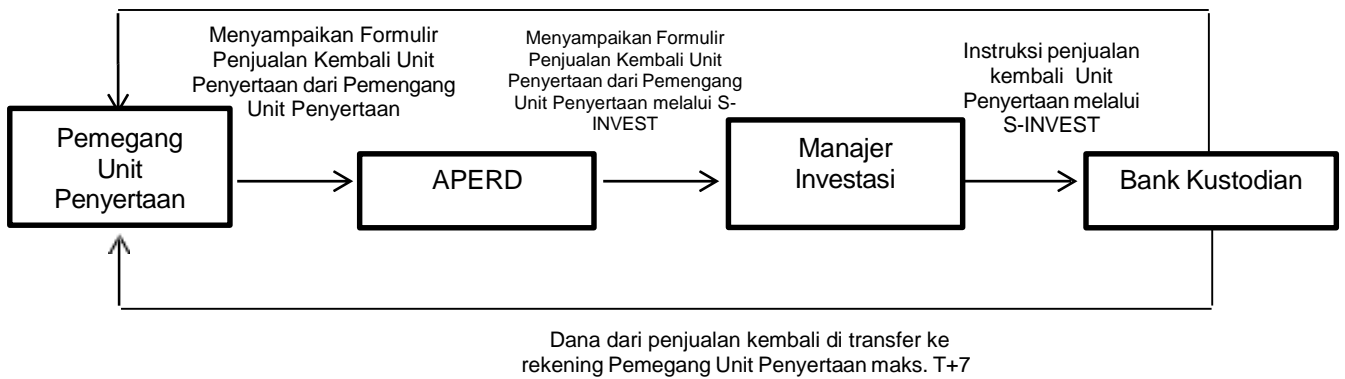 Menyampaikan Formulir
Penjualan Kembali Unit
Penyertaan dari Pemengang
Unit Penyertaan
Menyampaikan Formulir
Penjualan Kembali Unit
Penyertaan dari Pemengang
Unit Penyertaan melalui S-
INVEST
Instruksi penjualan
kembali Unit
Penyertaan melalui
S-INVEST
Pemegang
Unit
Penyertaan
APERD
Manajer
Investasi
Bank Kustodian
Dana dari penjualan kembali di transfer ke
rekening Pemegang Unit Penyertaan maks. T+7